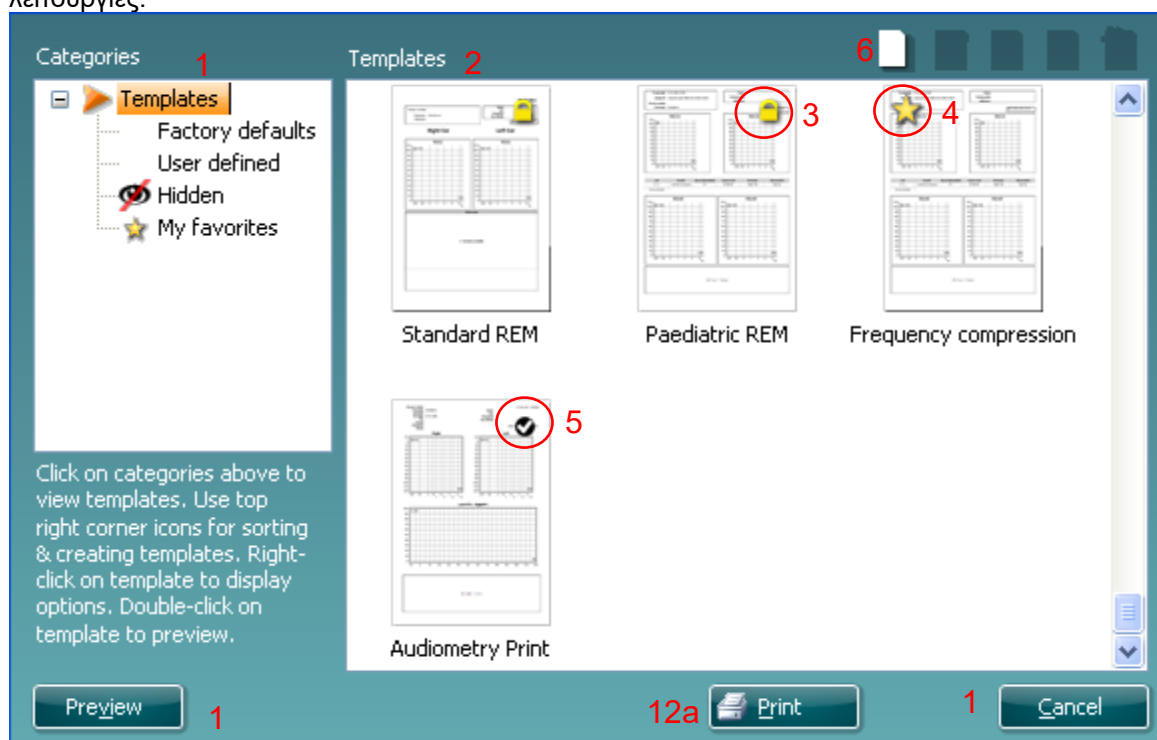 λειτουργίες.
Categories 1
Templates 2
6
Templates
Factory defaults
User defined
Hidden
My favorites
3
4
Standard REM
Paediatric REM
Frequency compression
5
Audiometry Print
Click on categories above to
view templates. Use top
right corner icons for sorting
& creating templates. Right-
click on template to display
options. Double-click on
template to preview.
Preview 1
12a Print
1 Cancel